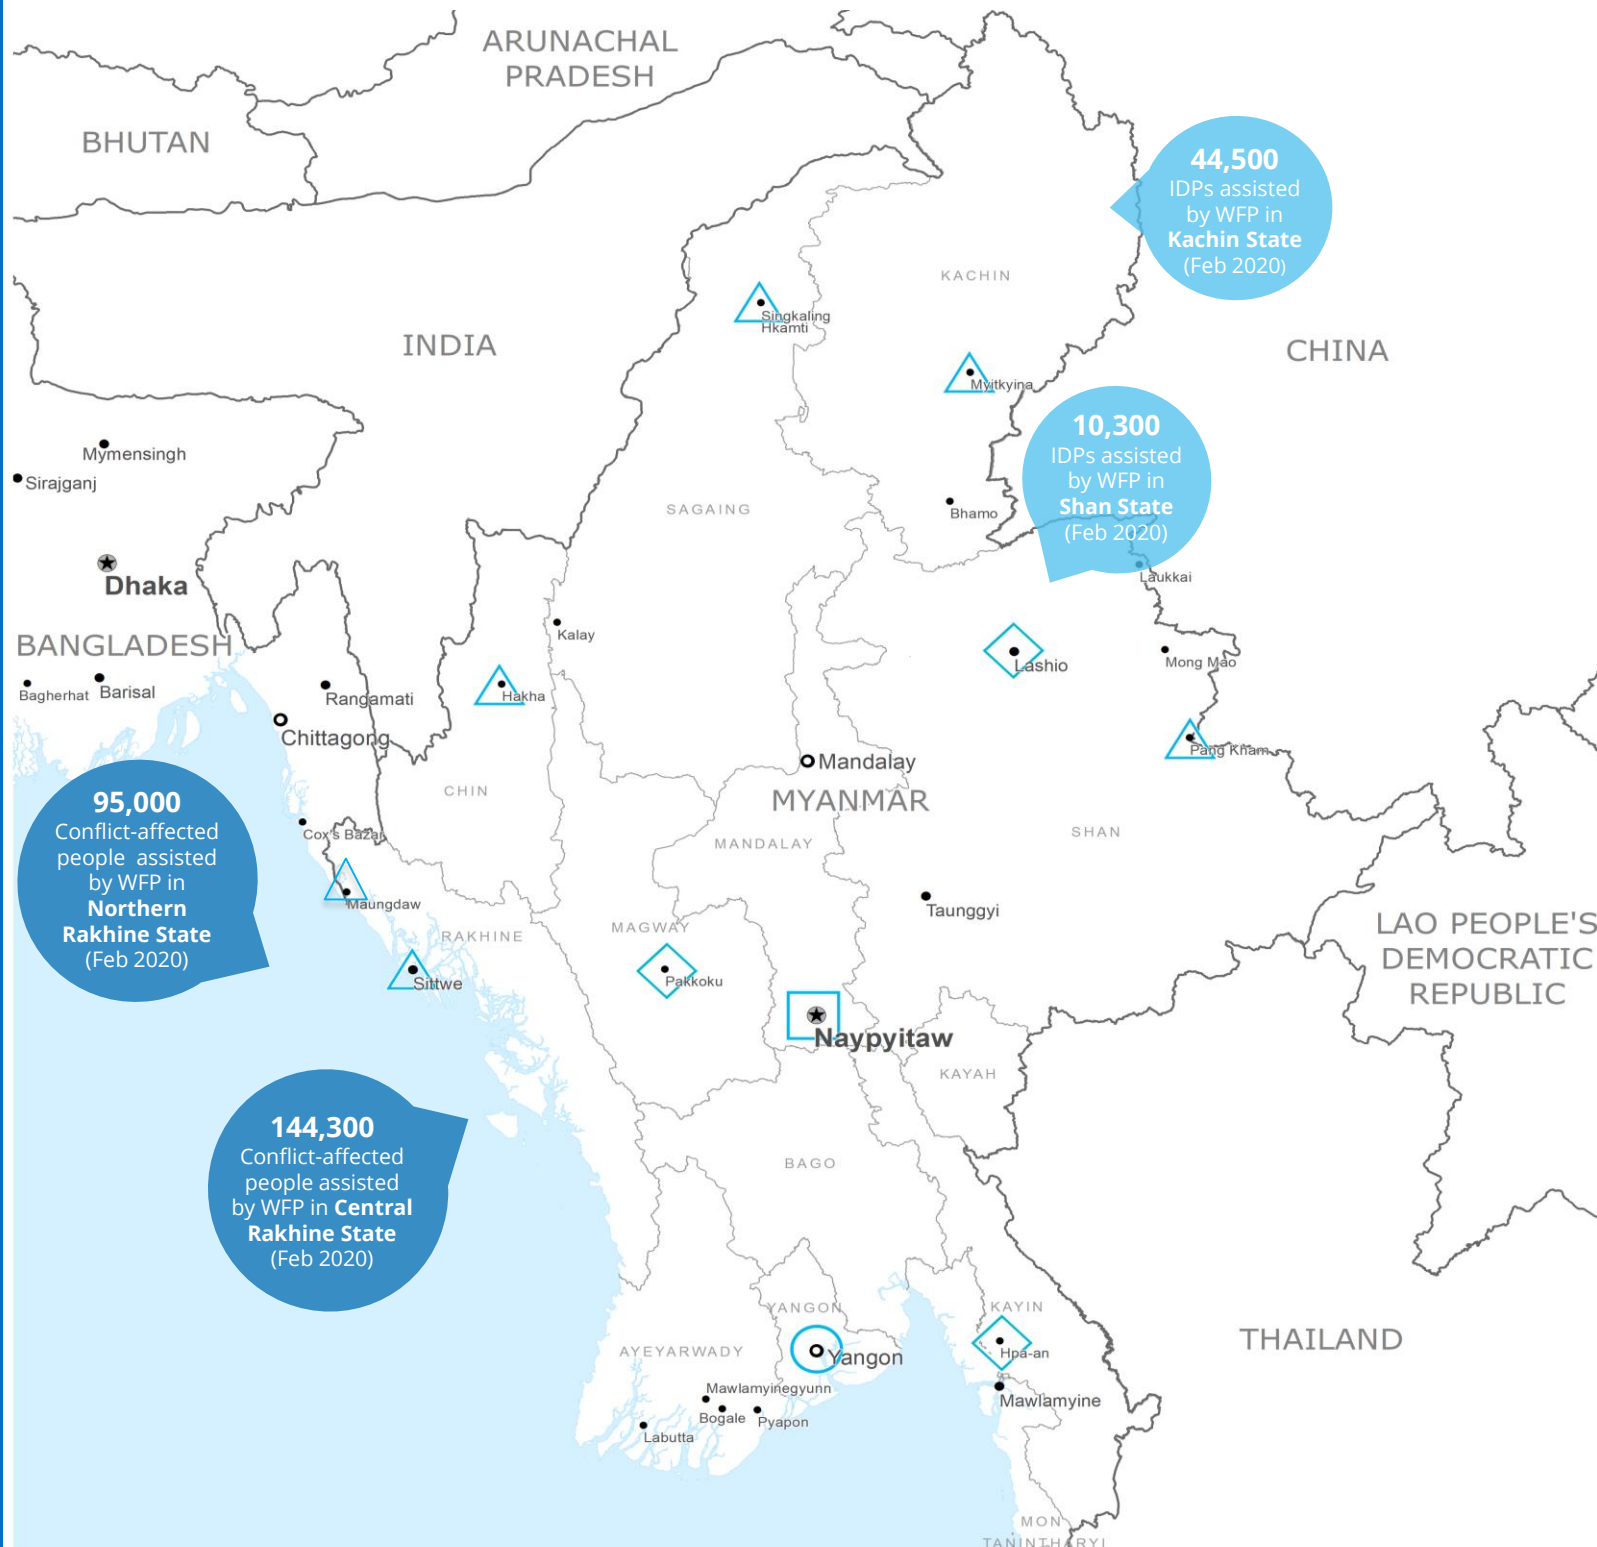 ARUNACHAL
PRADESH
BHUTAN
44,500
IDPs assisted
by WFP in
Kachin State
(Feb 2020)
KACHIN
Singkaling
Hkamti
INDIA
CHINA
Myitkyina
10,300
IDPs assisted
by WFP in
Shan State
(Feb 2020)
Mymensingh
Sirajganj
SAGAING
Bhamo
Dhaka
Laukkai
BANGLADESH
Kalay
Lashio
Mong Mao
Bagherhat
Barisal
Rangamati
Hakha
Chittagong
Pang Kham
Mandalay
MYANMAR
CHIN
95,000
Conflict-affected
people assisted
by WFP in
Northern
Rakhine State
(Feb 2020)
Cox's Bazar
SHAN
MANDALAY
Maungdaw
Taunggyi
MAGWAY
RAKHINE
LAO PEOPLE'S
DEMOCRATIC
REPUBLIC
Sittwe
Pakkoku
Naypyitaw
KAYAH
144,300
Conflict-affected
people assisted
by WFP in Central
Rakhine State
(Feb 2020)
BAGO
YANGON
KAYIN
THAILAND
AYEYARWADY
Yangon
Hpa-an
Mawlamyinegyunn
Mawlamyine
Bogale
Pyapon
Labutta
MON
TANINTHARYI